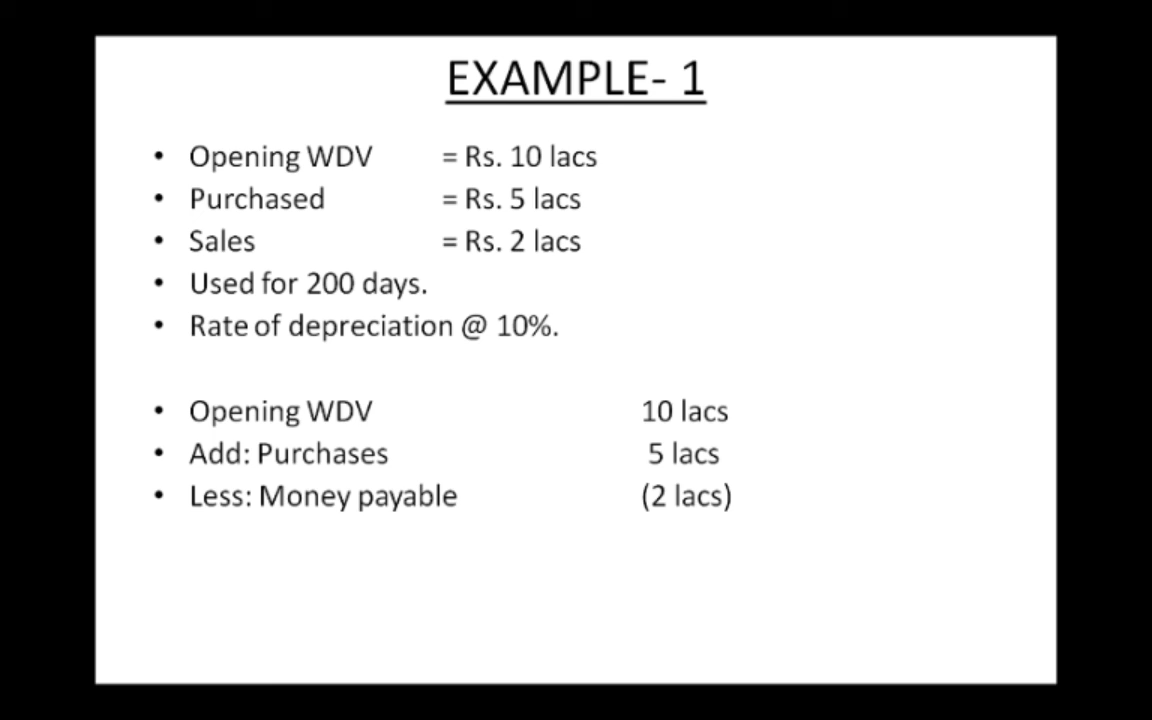 EXAMPLE- 1
• Opening WDV = Rs. 10 lacs
• Purchased = Rs. 5 lacs
• Sales = Rs. 2 lacs
• Used for 200 days.
• Rate of depreciation @ 10%.
• Opening WDV 10 lacs
• Add: Purchases 5 lacs
• Less: Money payable (2 lacs)